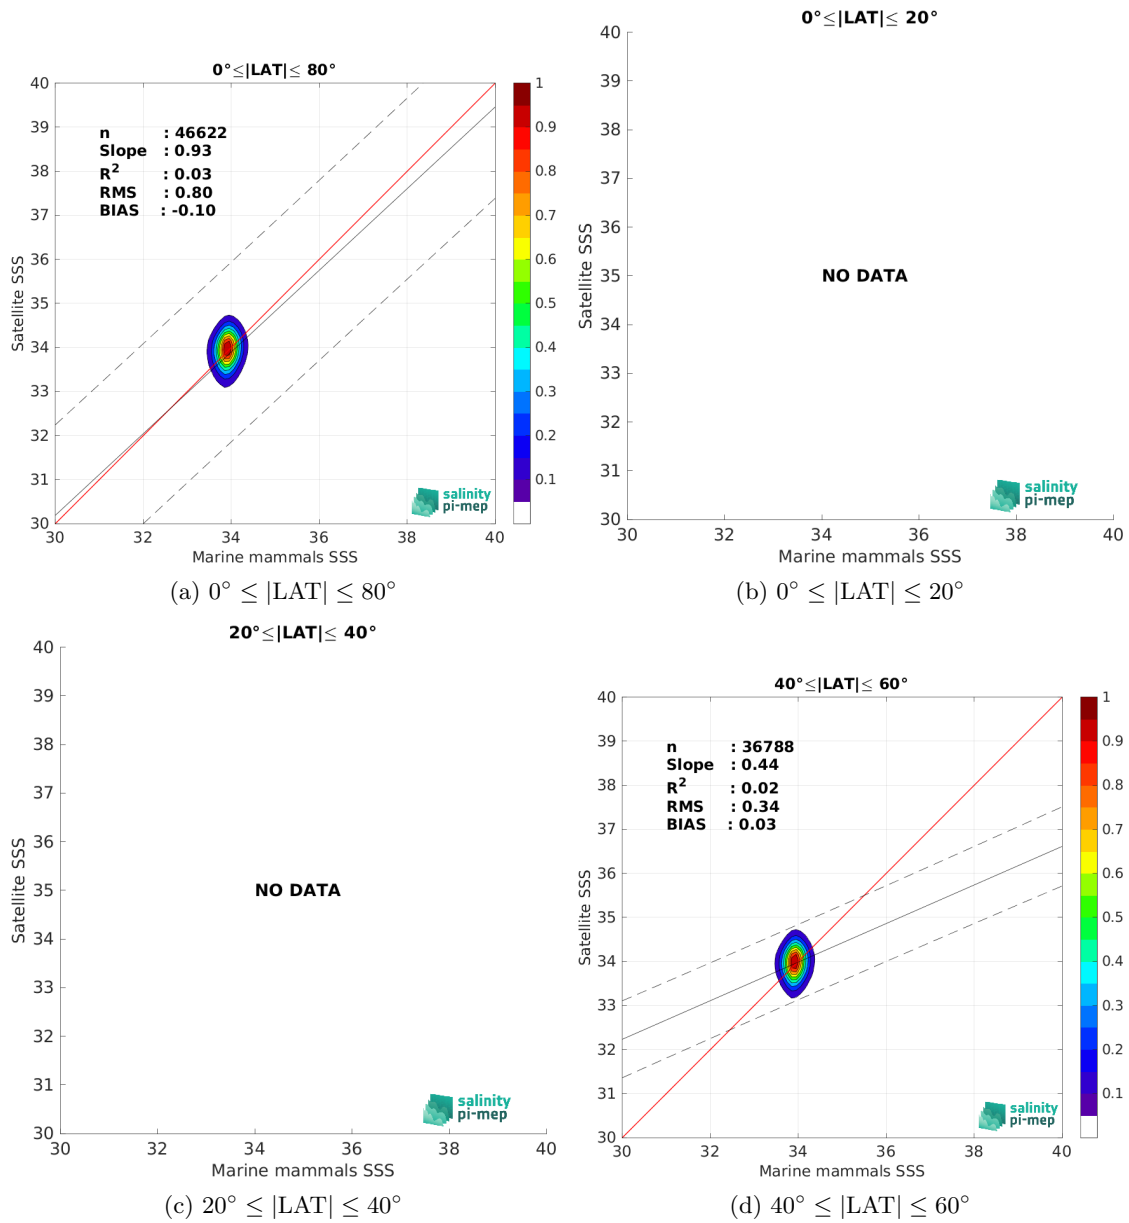 0°≤|LAT|≤ 80°
40
39
38
37
36
35
34
33
32
31
30
n : 46622
Slope : 0.93
R² : 0.03
RMS : 0.80
BIAS : -0.10
1
0.9
0.8
0.7
0.6
0.5
0.4
0.3
0.2
0.1
Satellite SSS
salinity
pi-mep
30 32 34 36 38 40
Marine mammals SSS
(a) 0° ≤ |LAT| ≤ 80°
0°≤|LAT|≤ 20°
40
39
38
37
36
35
34
33
32
31
30
Satellite SSS
NO DATA
salinity
pi-mep
30 32 34 36 38 40
Marine mammals SSS
(b) 0° ≤ |LAT| ≤ 20°
20°≤|LAT|≤ 40°
40
39
38
37
36
35
34
33
32
31
30
Satellite SSS
NO DATA
salinity
pi-mep
30 32 34 36 38 40
Marine mammals SSS
(c) 20° ≤ |LAT| ≤ 40°
40°≤|LAT|≤ 60°
40
39
38
37
36
35
34
33
32
31
30
n : 36788
Slope : 0.44
R² : 0.02
RMS : 0.34
BIAS : 0.03
1
0.9
0.8
0.7
0.6
0.5
0.4
0.3
0.2
0.1
Satellite SSS
salinity
pi-mep
30 32 34 36 38 40
Marine mammals SSS
(d) 40° ≤ |LAT| ≤ 60°